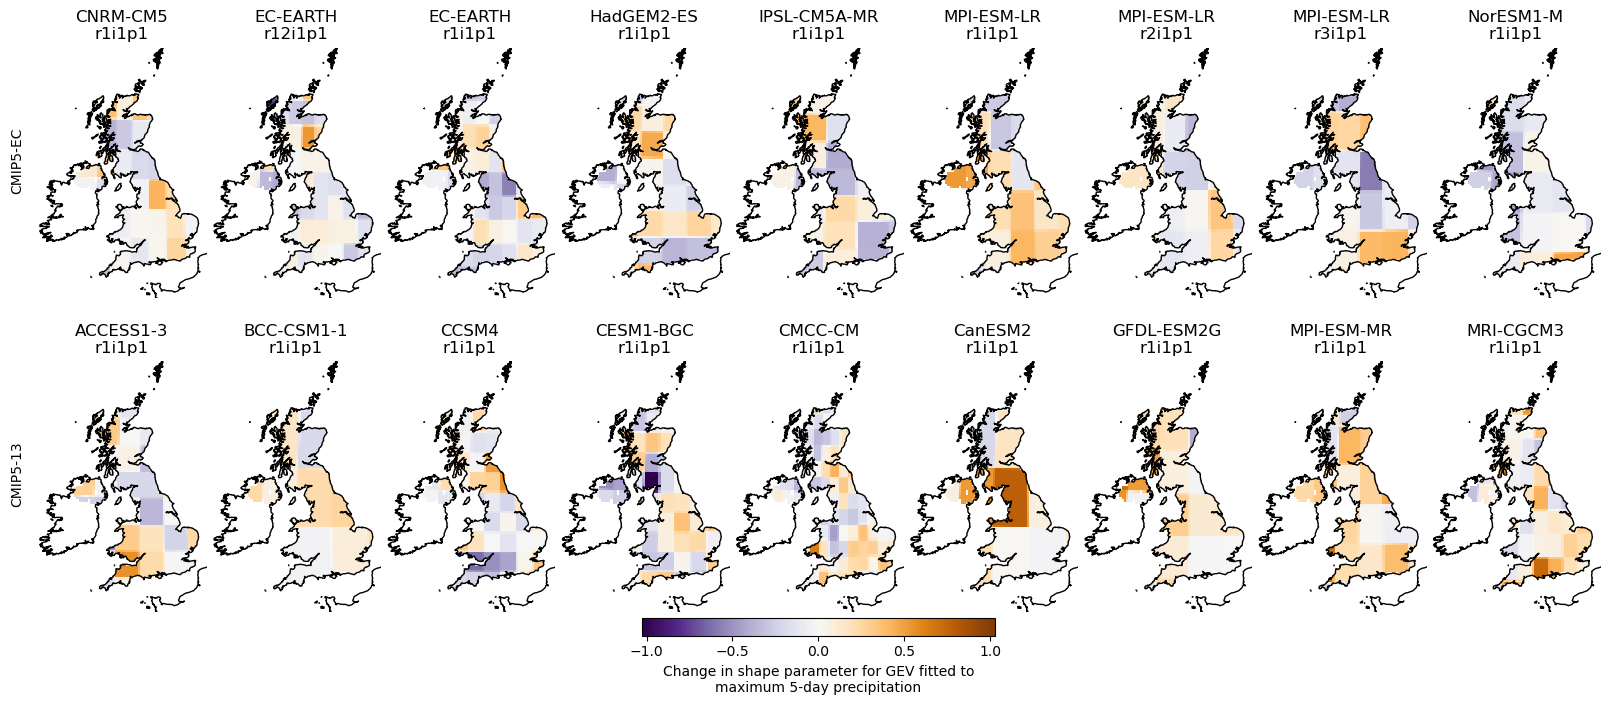 CNRM-CM5
r1i1p1
EC-EARTH
r12i1p1
EC-EARTH
r1i1p1
HadGEM2-ES
r1i1p1
IPSL-CM5A-MR
r1i1p1
MPI-ESM-LR
r1i1p1
MPI-ESM-LR
r2i1p1
MPI-ESM-LR
r3i1p1
NorESM1-M
r1i1p1
CMIP5-EC
ACCESS1-3
r1i1p1
BCC-CSM1-1
r1i1p1
CCSM4
r1i1p1
CESM1-BGC
r1i1p1
CMCC-CM
r1i1p1
CanESM2
r1i1p1
GFDL-ESM2G
r1i1p1
MPI-ESM-MR
r1i1p1
MRI-CGCM3
r1i1p1
CMIP5-13
−1.0 −0.5 0.0 0.5 1.0
Change in shape parameter for GEV fitted to
maximum 5-day precipitation